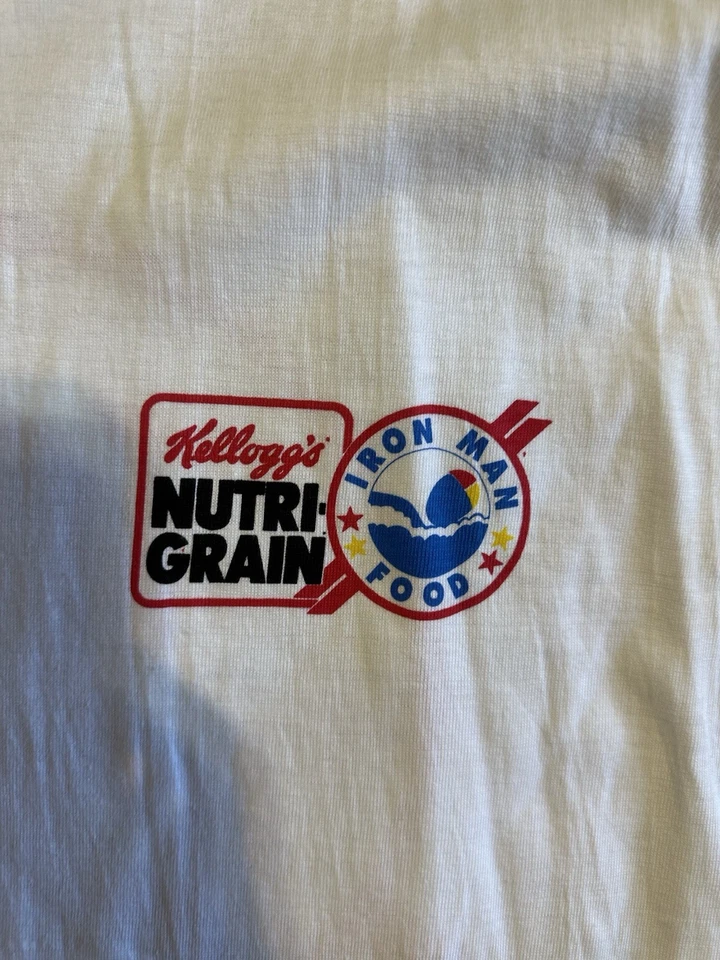 Kellogg's
NUTRI-
GRAIN
IRON MAN
FOOD